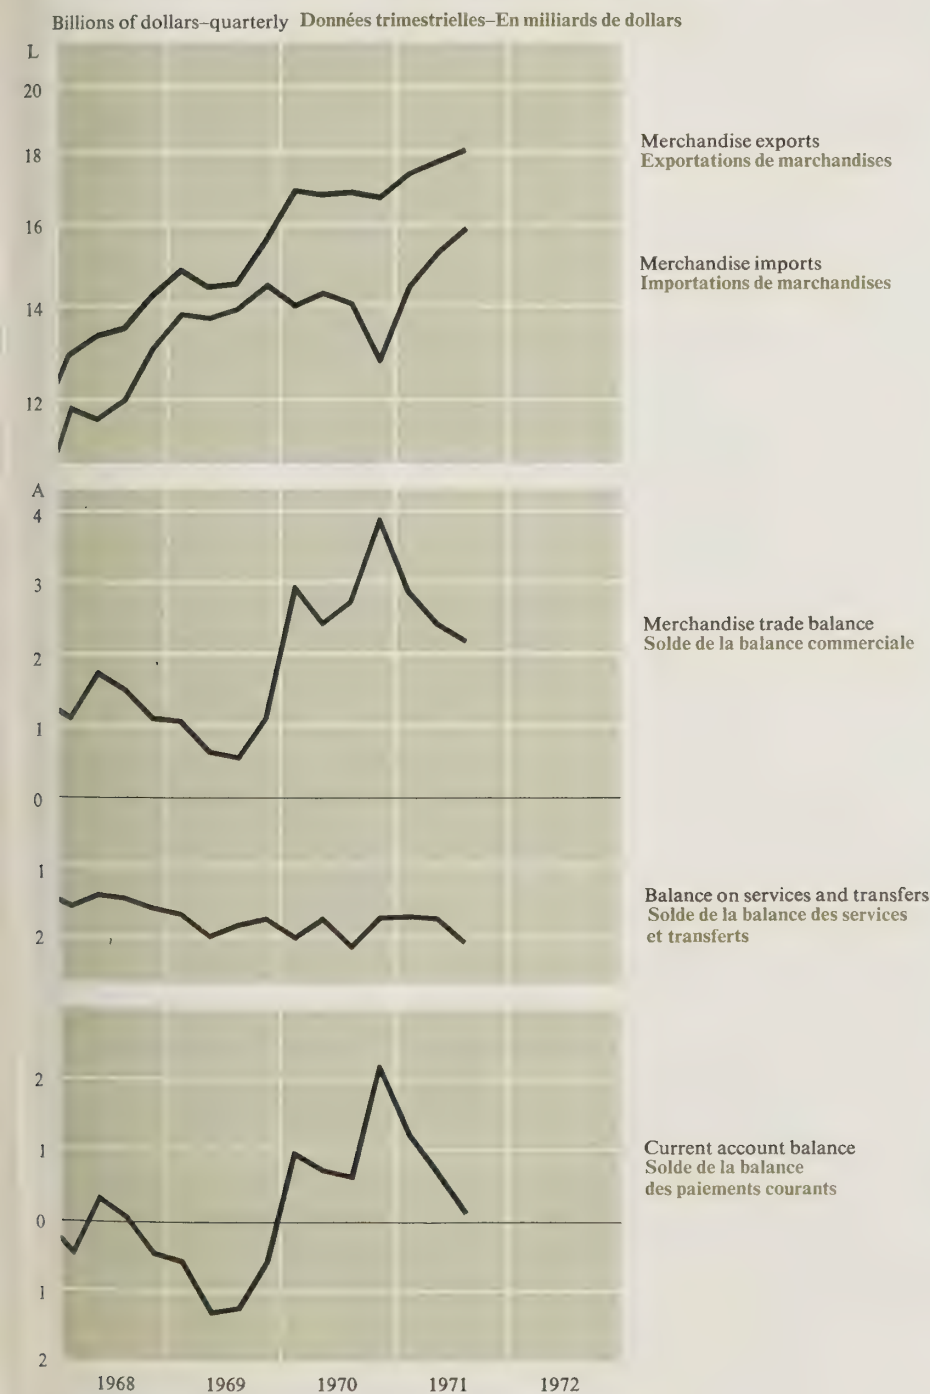 Billions of dollars–quarterly Données trimestrielles–En milliards de dollars
L
20
18
16
14
12
Merchandise exports
Exportations de marchandises
Merchandise imports
Importations de marchandises
A
4
3
2
1
0
1
2
Merchandise trade balance
Solde de la balance commerciale
Balance on services and transfers
Solde de la balance des services
et transferts
2
1
0
1
2
Current account balance
Solde de la balance
des paiements courants
1968 1969 1970 1971 1972